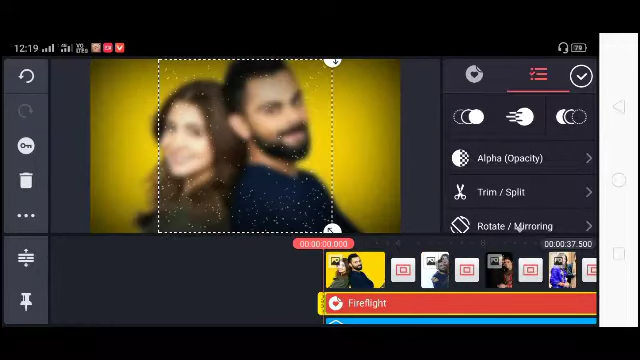 12:19
79
Alpha (Opacity)
Trim / Split
Rotate / Mirroring
00:00:00.000
00:00:37.500
Fireflight